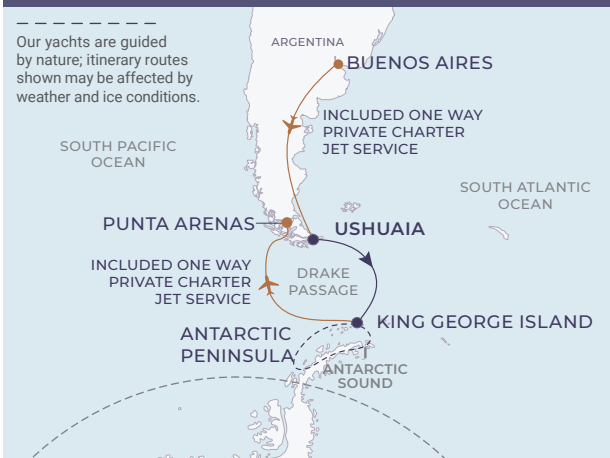 Our yachts are guided
by nature; itinerary routes
shown may be affected by
weather and ice conditions.
ARGENTINA
BUENOS AIRES
INCLUDED ONE WAY
PRIVATE CHARTER
JET SERVICE
SOUTH PACIFIC
OCEAN
SOUTH ATLANTIC
OCEAN
PUNTA ARENAS
USHUAIA
INCLUDED ONE WAY
PRIVATE CHARTER
JET SERVICE
DRAKE
PASSAGE
KING GEORGE ISLAND
ANTARCTIC
PENINSULA
ANTARCTIC
SOUND